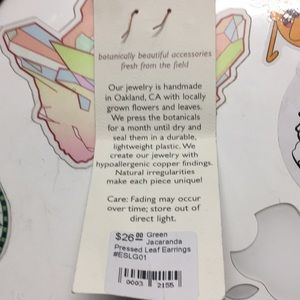 botanically beautiful accessories
fresh from the field
Our jewelry is handmade
in Oakland, CA with locally
grown flowers and leaves.
We press the botanicals
for a month until dry and
seal them in a durable,
lightweight plastic. We
create our jewelry with
hypoallergenic copper findings.
Natural irregularities
make each piece unique!
Care: Fading may occur
over time; store out of
direct light.
$26.00 Green
Jacaranda
Pressed Leaf Earrings
#ESLG01
0003 2155